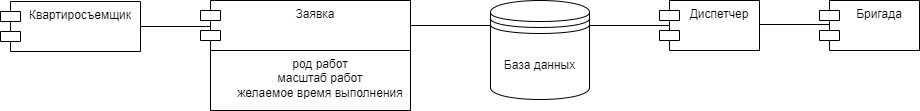 Квартиросъемщик
Заявка
род работ
масштаб работ
желаемое время выполнения
База данных
Диспетчер
Бригада